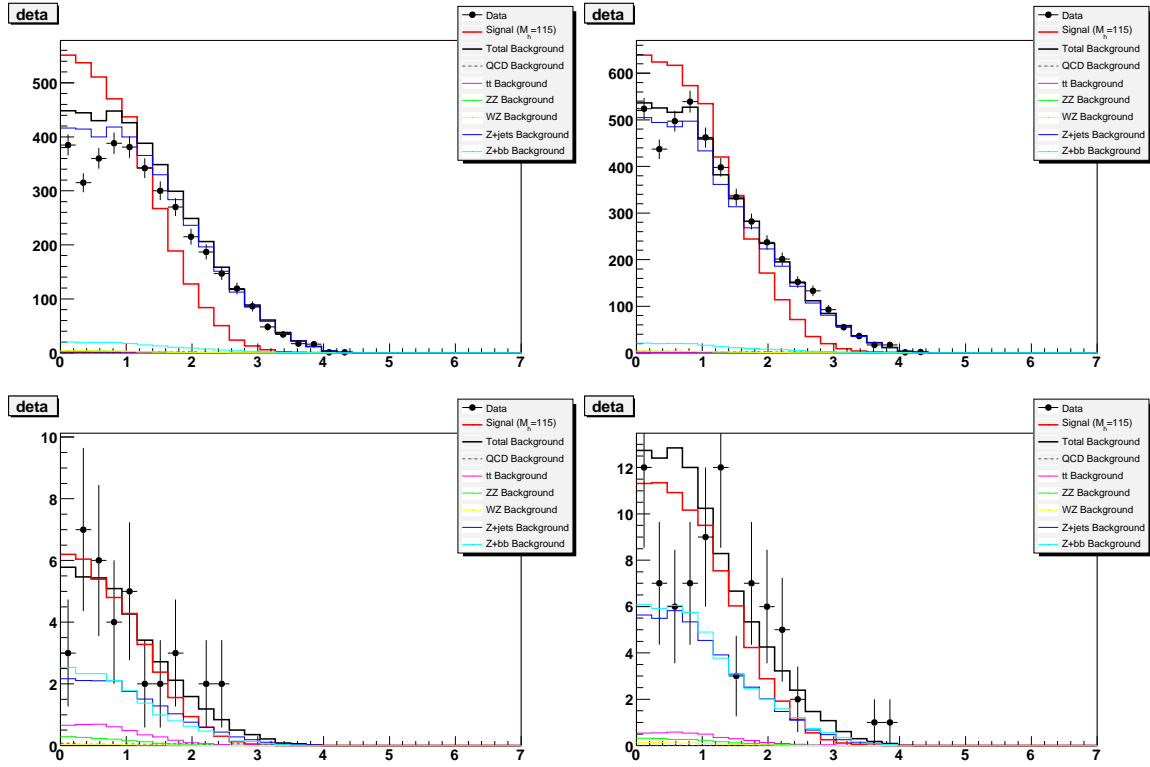 deta
Data
Signal (M_h=115)
Total Background
QCD Background
tt Background
ZZ Background
WZ Background
Z+jets Background
Z+bb Background
500
400
300
200
100
0
0 1 2 3 4 5 6 7
deta
Data
Signal (M_h=115)
Total Background
QCD Background
tt Background
ZZ Background
WZ Background
Z+jets Background
Z+bb Background
600
500
400
300
200
100
0
0 1 2 3 4 5 6 7
deta
Data
Signal (M_h=115)
Total Background
QCD Background
tt Background
ZZ Background
WZ Background
Z+jets Background
Z+bb Background
10
8
6
4
2
0
0 1 2 3 4 5 6 7
deta
Data
Signal (M_h=115)
Total Background
QCD Background
tt Background
ZZ Background
WZ Background
Z+jets Background
Z+bb Background
12
10
8
6
4
2
0
0 1 2 3 4 5 6 7